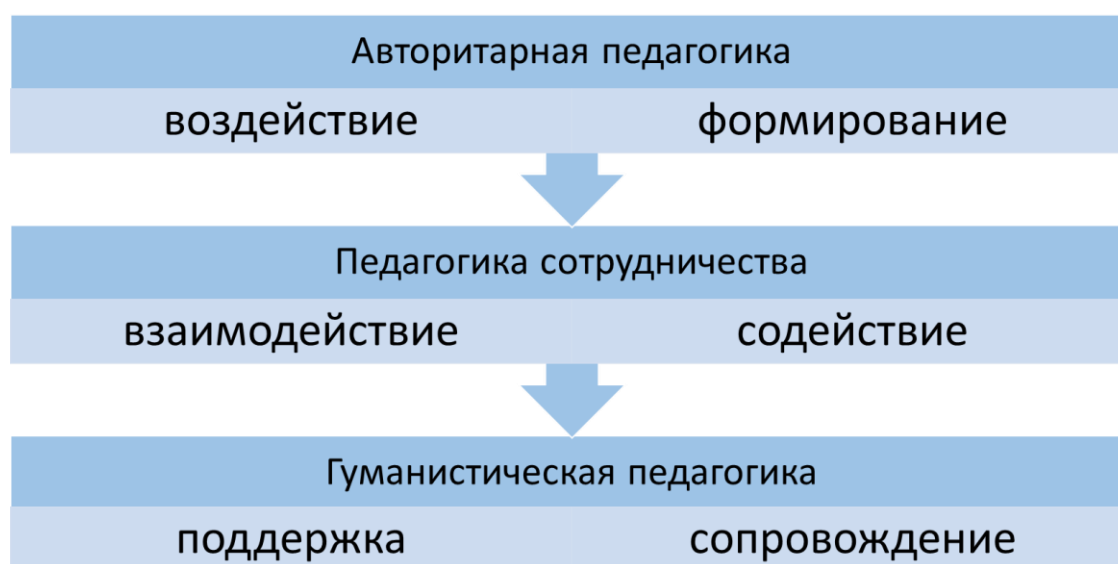 Авторитарная педагогика
воздействие формирование
Педагогика сотрудничества
взаимодействие содействие
Гуманистическая педагогика
поддержка сопровождение